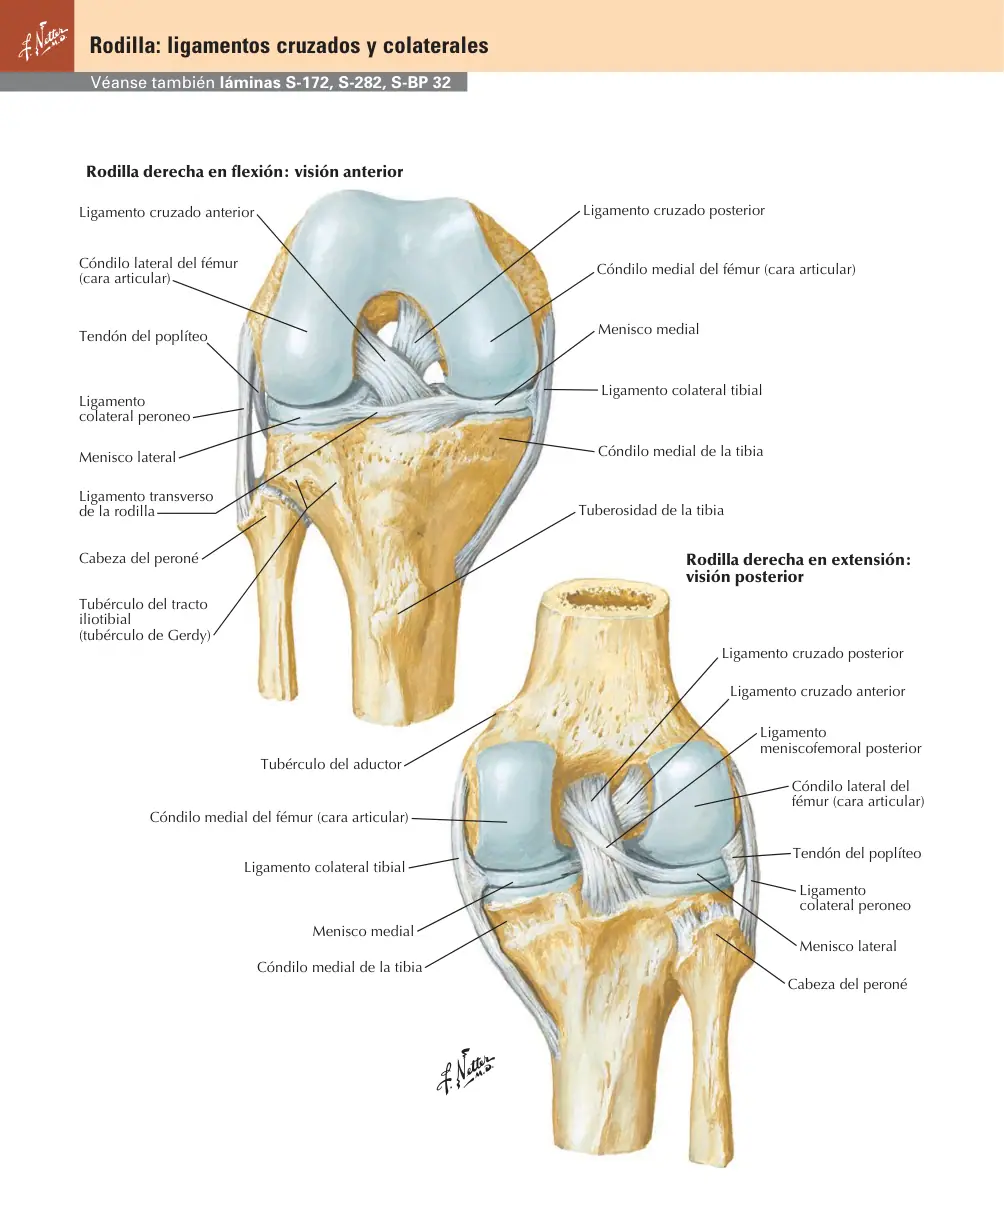 F. Netter M.D.
Rodilla: ligamentos cruzados y colaterales
Véanse también láminas S-172, S-282, S-BP 32
Rodilla derecha en flexión: visión anterior
Ligamento cruzado anterior
Cóndilo lateral del fémur
(cara articular)
Tendón del poplíteo
Ligamento
colateral peroneo
Menisco lateral
Ligamento transverso
de la rodilla
Cabeza del peroné
Tubérculo del tracto
iliotibial
(tubérculo de Gerdy)
Ligamento cruzado posterior
Cóndilo medial del fémur (cara articular)
Menisco medial
Ligamento colateral tibial
Cóndilo medial de la tibia
Tuberosidad de la tibia
Rodilla derecha en extensión:
visión posterior
Tubérculo del aductor
Cóndilo medial del fémur (cara articular)
Ligamento colateral tibial
Menisco medial
Cóndilo medial de la tibia
Ligamento cruzado posterior
Ligamento cruzado anterior
Ligamento
meniscofemoral posterior
Cóndilo lateral del
fémur (cara articular)
Tendón del poplíteo
Ligamento
colateral peroneo
Menisco lateral
Cabeza del peroné
F. Netter M.D.